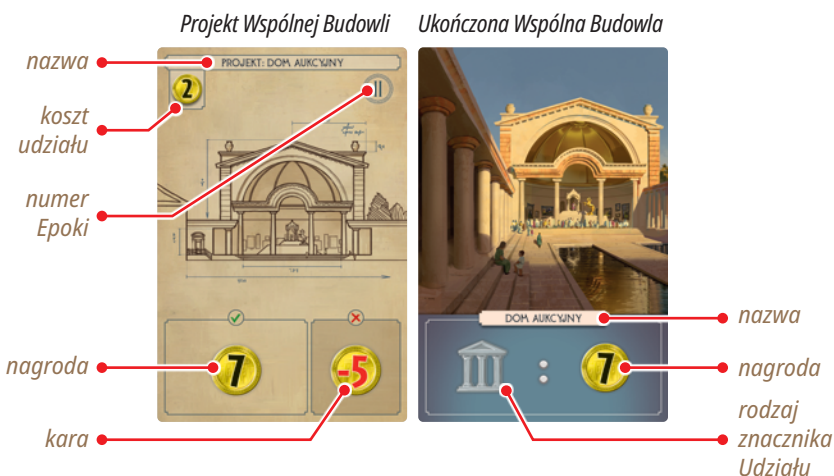 Projekt Wspólnej Budowli
Ukończona Wspólna Budowla
nazwa
PROJEKT: DOM AUKCYJNY
2
II
koszt
udziału
numer
Epoki
nagroda
7
-5
kara
DOM AUKCYJNY
nazwa
:
7
nagroda
rodzaj
znacznika
Udziału